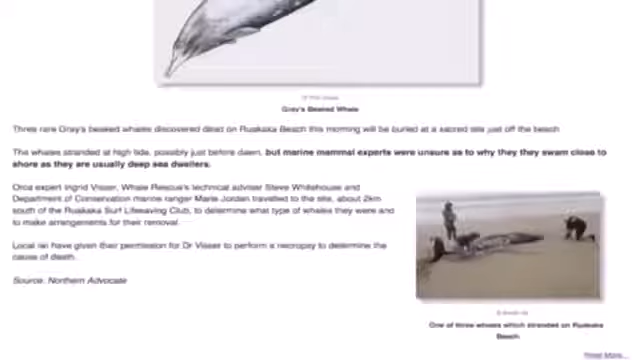 Gray's Beaked Whale
Three rare Gray's beaked whales discovered dead on Ruakaka Beach this morning will be buried at a sacred site just off the beach
The whales stranded at high tide, possibly just before dawn, but marine mammal experts were unsure as to why they they swam close to
shore as they are usually deep sea dwellers.
Orca expert Ingrid Visser, Whale Rescue's technical adviser Steve Whitehouse and
Department of Conservation marine ranger Marie Jordan travelled to the site, about 2km
south of the Ruakaka Surf Lifesaving Club, to determine what type of whales they were and
to make arrangements for their removal.
Local iwi have given their permission for Dr Visser to perform a necropsy to determine the
cause of death.
Source: Northern Advocate
One of three whales which stranded on Ruakaka
Beach
Read More...